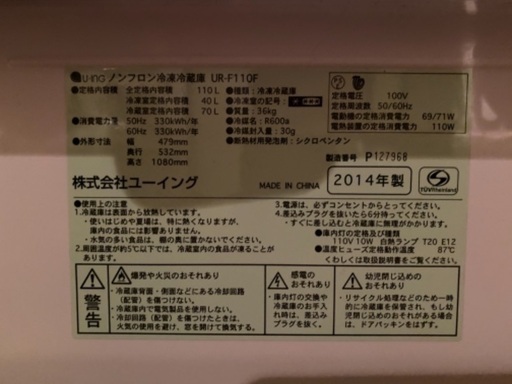 U-ING ノンフロン冷凍冷蔵庫 UR-F110F
●定格内容積 全定格内容積 110L
冷凍室定格内容積 40L
冷蔵室定格内容積 70L
●消費電力量 50Hz 330kWh/年
60Hz 330kWh/年
●外形寸法 幅 479mm
奥行 532mm
高さ 1080mm
●種類：冷凍冷蔵庫
●冷凍室の記号：
●質量：36kg
●冷媒名：R600a
●冷媒封入量：30g
●断熱材用発泡剤：シクロペンタン
定格電圧 100V
定格周波数 50/60Hz
電動機の定格消費電力 69/71W
電熱装置の定格消費電力 110W
製造番号 P127968
株式会社ユーイング
MADE IN CHINA
2014年製
TÜVRheinland
●使用上の注意
1.冷蔵庫は表面から放熱しています。
・使いはじめや夏場は、特に熱くなりますが、
庫内の食品には影響ありません。
・水気の多い食品は、棚の奥に置かないでください。
2.周囲温度が約5℃以下では、冷蔵室内の食品が凍ることが
あります。
3.電源は、必ずコンセントからとってください。
4.差込みプラグを抜いたら6分待ってください。
・すぐに差し込むと冷蔵庫に無理がかかります。
●庫内灯の定格及び種類
110V 10W 白熱ランプ T20 E12
●温度ヒューズ定格動作温度 87℃
くわしくは取扱説明書をご覧ください。
警告
爆発や火災のおそれあり
・冷蔵庫背面・側面などにある冷却回路
（配管）を傷つけない。
・冷蔵庫内で電気製品を使用しない。
・冷却回路（配管）を傷つけたときは、
火気の使用を避け、窓を開けて換気する。
感電の
おそれあり
・庫内灯の交換や
冷蔵庫のお手入
れ時は、差込み
プラグを抜く。
幼児閉じ込めの
おそれあり
・リサイクル処理などのため一時
的に冷蔵庫を保管され、もし幼
児閉じ込めのおそれがある場合
は、ドアパッキンをはずす。